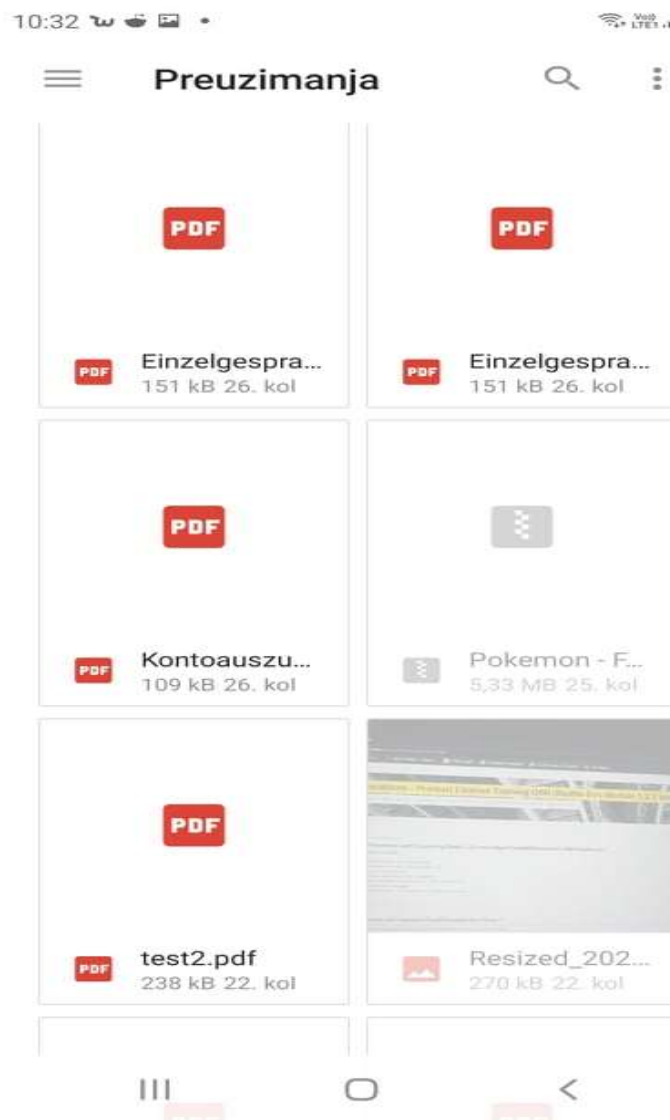 10:32
Vo))
LTE1
Preuzimanja
PDF
PDF
PDF
Einzelgespra...
151 kB 26. kol
PDF
Einzelgespra...
151 kB 26. kol
PDF
PDF
Kontoauszu...
109 kB 26. kol
Pokemon - F...
5,33 MB 25. kol
PDF
PDF
test2.pdf
238 kB 22. kol
Resized_202...
270 kB 22. kol